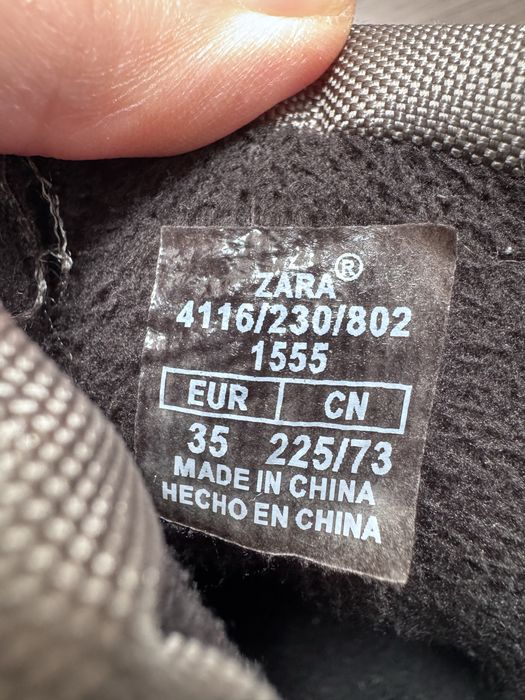 ZARA®
4116/230/802
1555
EUR CN
35 225/73
MADE IN CHINA
HECHO EN CHINA